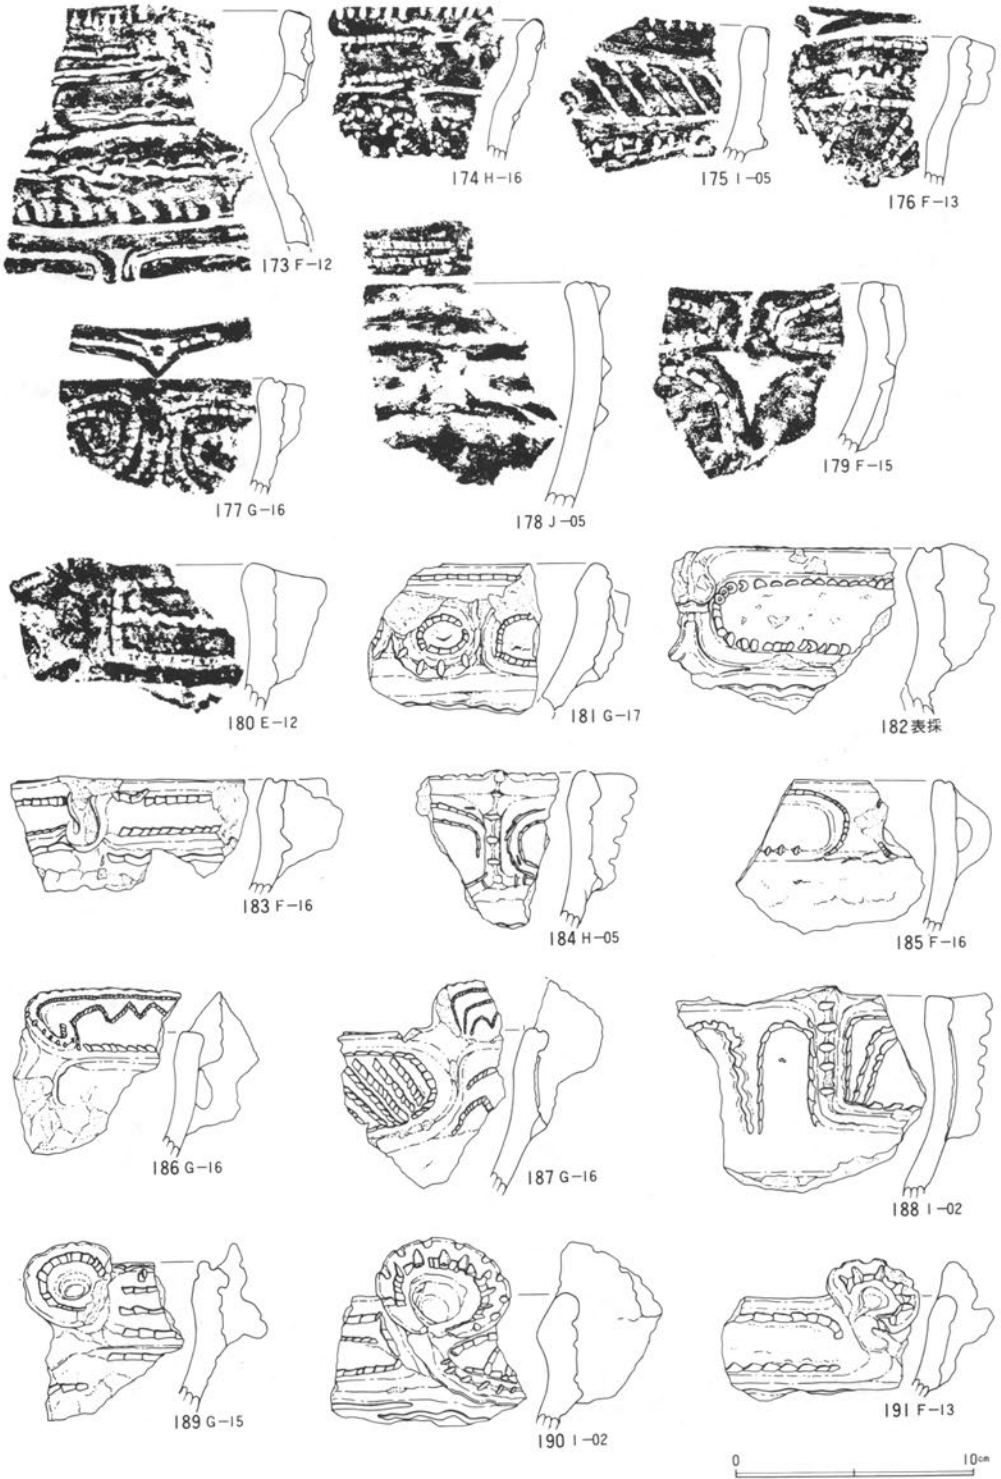 173 F-12
174 H-16
175 I-05
176 F-13
177 G-16
178 J-05
179 F-15
180 E-12
181 G-17
182 表採
183 F-16
184 H-05
185 F-16
186 G-16
187 G-16
188 I-02
189 G-15
190 I-02
191 F-13
0 10cm